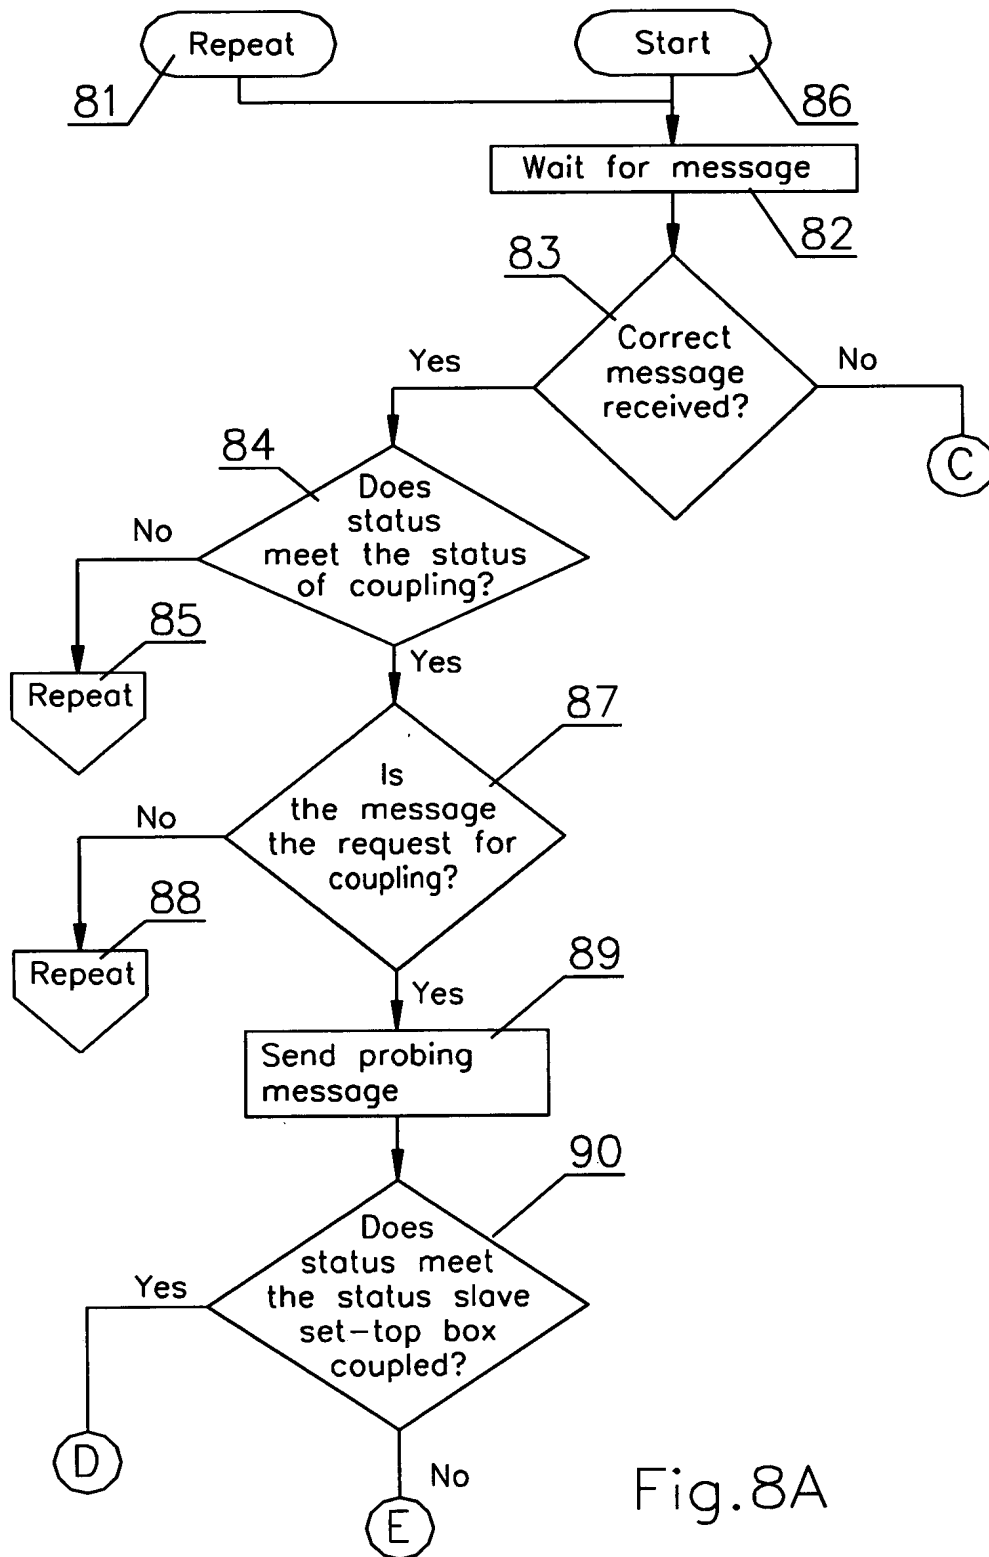 Repeat
Start
81
86
Wait for message
82
83
Correct
message
received?
Yes
No
C
84
Does
status
meet the status
of coupling?
No
Yes
85
Repeat
87
Is
the message
the request for
coupling?
No
Yes
88
Repeat
89
Send probing
message
90
Does
status meet
the status slave
set-top box
coupled?
Yes
D
No
E
Fig.8A